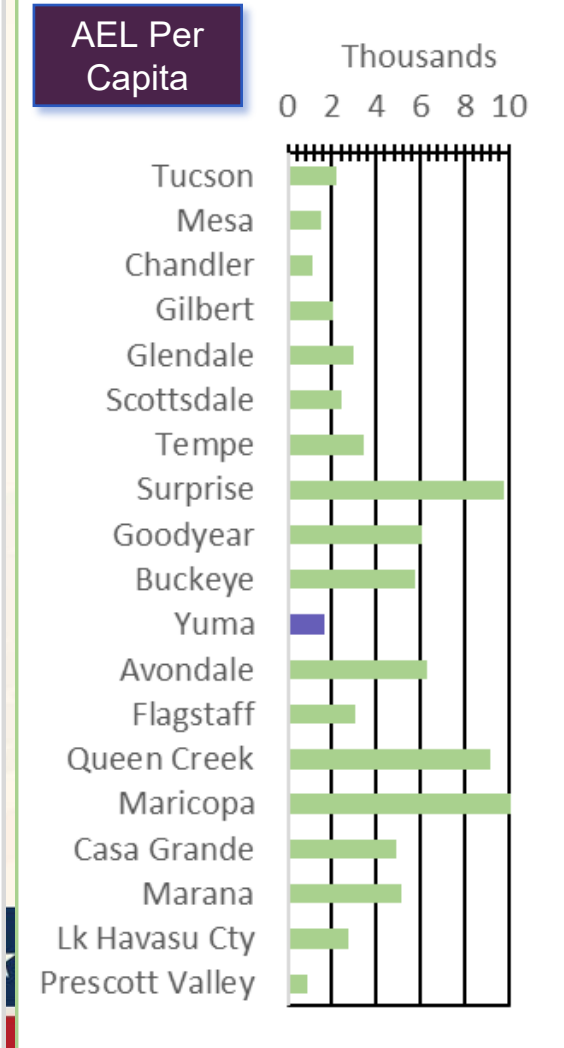 AEL Per
Capita
Thousands
0 2 4 6 8 10
Tucson
Mesa
Chandler
Gilbert
Glendale
Scottsdale
Tempe
Surprise
Goodyear
Buckeye
Yuma
Avondale
Flagstaff
Queen Creek
Maricopa
Casa Grande
Marana
Lk Havasu Cty
Prescott Valley